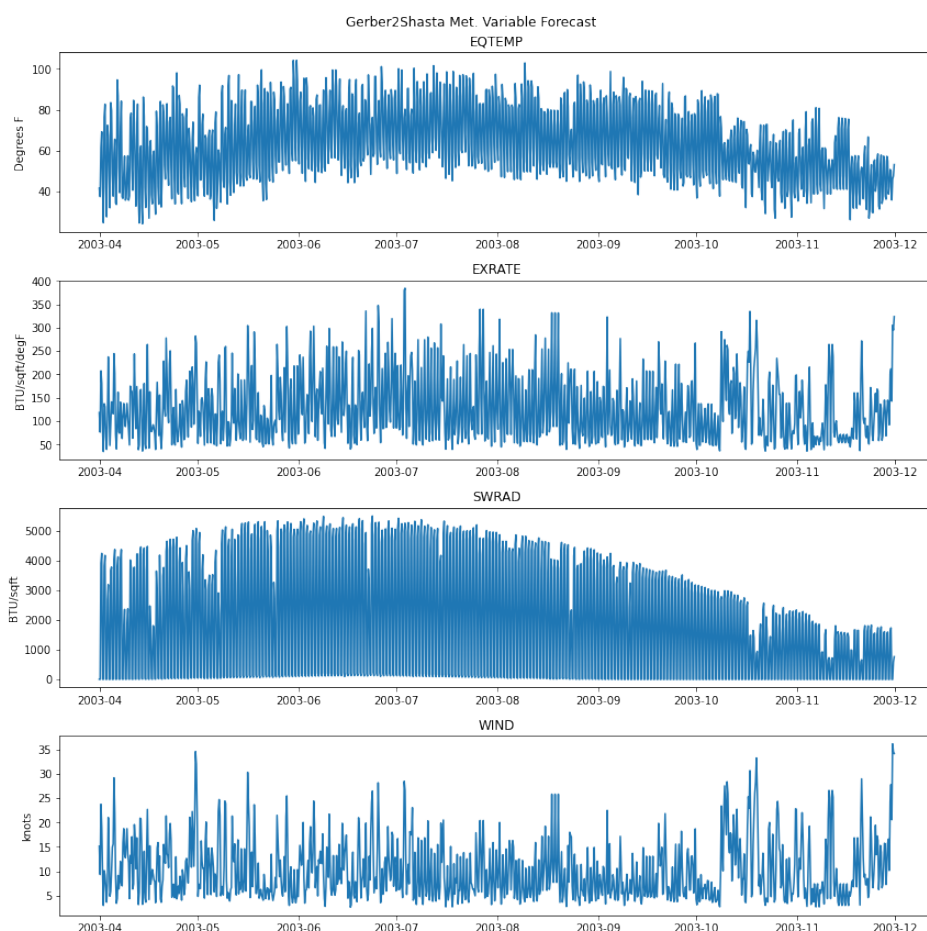 Gerber2Shasta Met. Variable Forecast
EQTEMP
Degrees F
100
80
60
40
2003-04 2003-05 2003-06 2003-07 2003-08 2003-09 2003-10 2003-11 2003-12
EXRATE
BTU/sqft/degF
400
350
300
250
200
150
100
50
2003-04 2003-05 2003-06 2003-07 2003-08 2003-09 2003-10 2003-11 2003-12
SWRAD
BTU/sqft
5000
4000
3000
2000
1000
0
2003-04 2003-05 2003-06 2003-07 2003-08 2003-09 2003-10 2003-11 2003-12
WIND
knots
35
30
25
20
15
10
5
2003-04 2003-05 2003-06 2003-07 2003-08 2003-09 2003-10 2003-11 2003-12